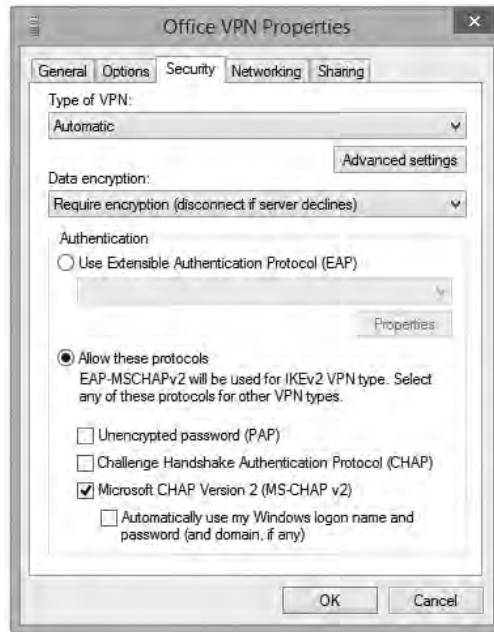 Office VPN Properties
General Options Security Networking Sharing
Type of VPN:
Automatic
Advanced settings
Data encryption:
Require encryption (disconnect if server declines)
Authentication
Use Extensible Authentication Protocol (EAP)
Properties
Allow these protocols
EAP-MSCHAPv2 will be used for IKEv2 VPN type. Select
any of these protocols for other VPN types.
Unencrypted password (PAP)
Challenge Handshake Authentication Protocol (CHAP)
Microsoft CHAP Version 2 (MS-CHAP v2)
Automatically use my Windows logon name and
password (and domain, if any)
OK Cancel